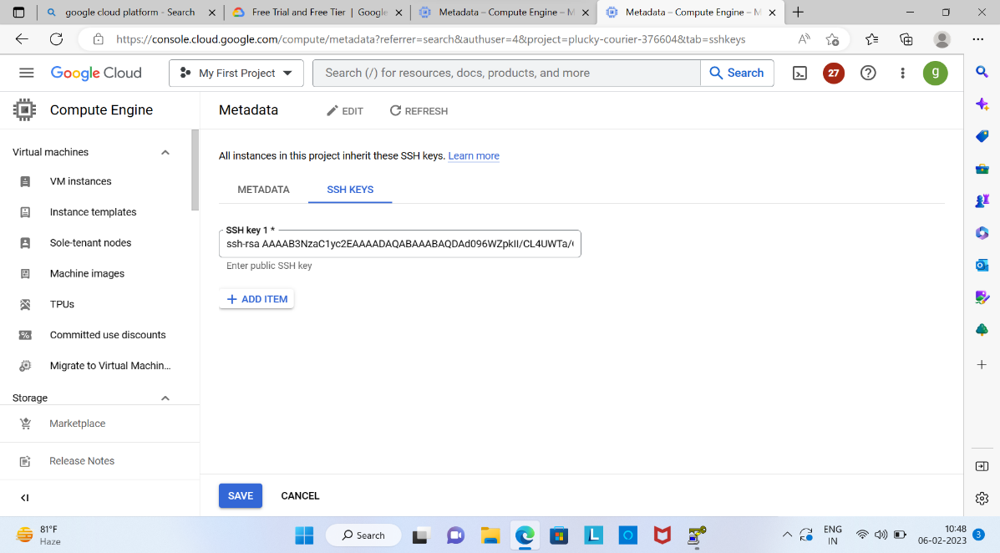 google cloud platform - Search
Free Trial and Free Tier | Google
Metadata – Compute Engine – M
Metadata – Compute Engine – M
https://console.cloud.google.com/compute/metadata?referrer=search&authuser=4&project=plucky-courier-376604&tab=sshkeys
Google Cloud
My First Project
Search (/) for resources, docs, products, and more
Search
27
g
Compute Engine
Metadata
EDIT
REFRESH
Virtual machines
VM instances
Instance templates
Sole-tenant nodes
Machine images
TPUs
Committed use discounts
Migrate to Virtual Machin...
Storage
Marketplace
Release Notes
All instances in this project inherit these SSH keys. Learn more
METADATA
SSH KEYS
SSH key 1 *
ssh-rsa AAAAB3NzaC1yc2EAAAADAQABAAABAQDAd096WZpkII/CL4UWTa/
Enter public SSH key
+ ADD ITEM
SAVE
CANCEL
81°F
Haze
Search
ENG
IN
10:48
06-02-2023
3